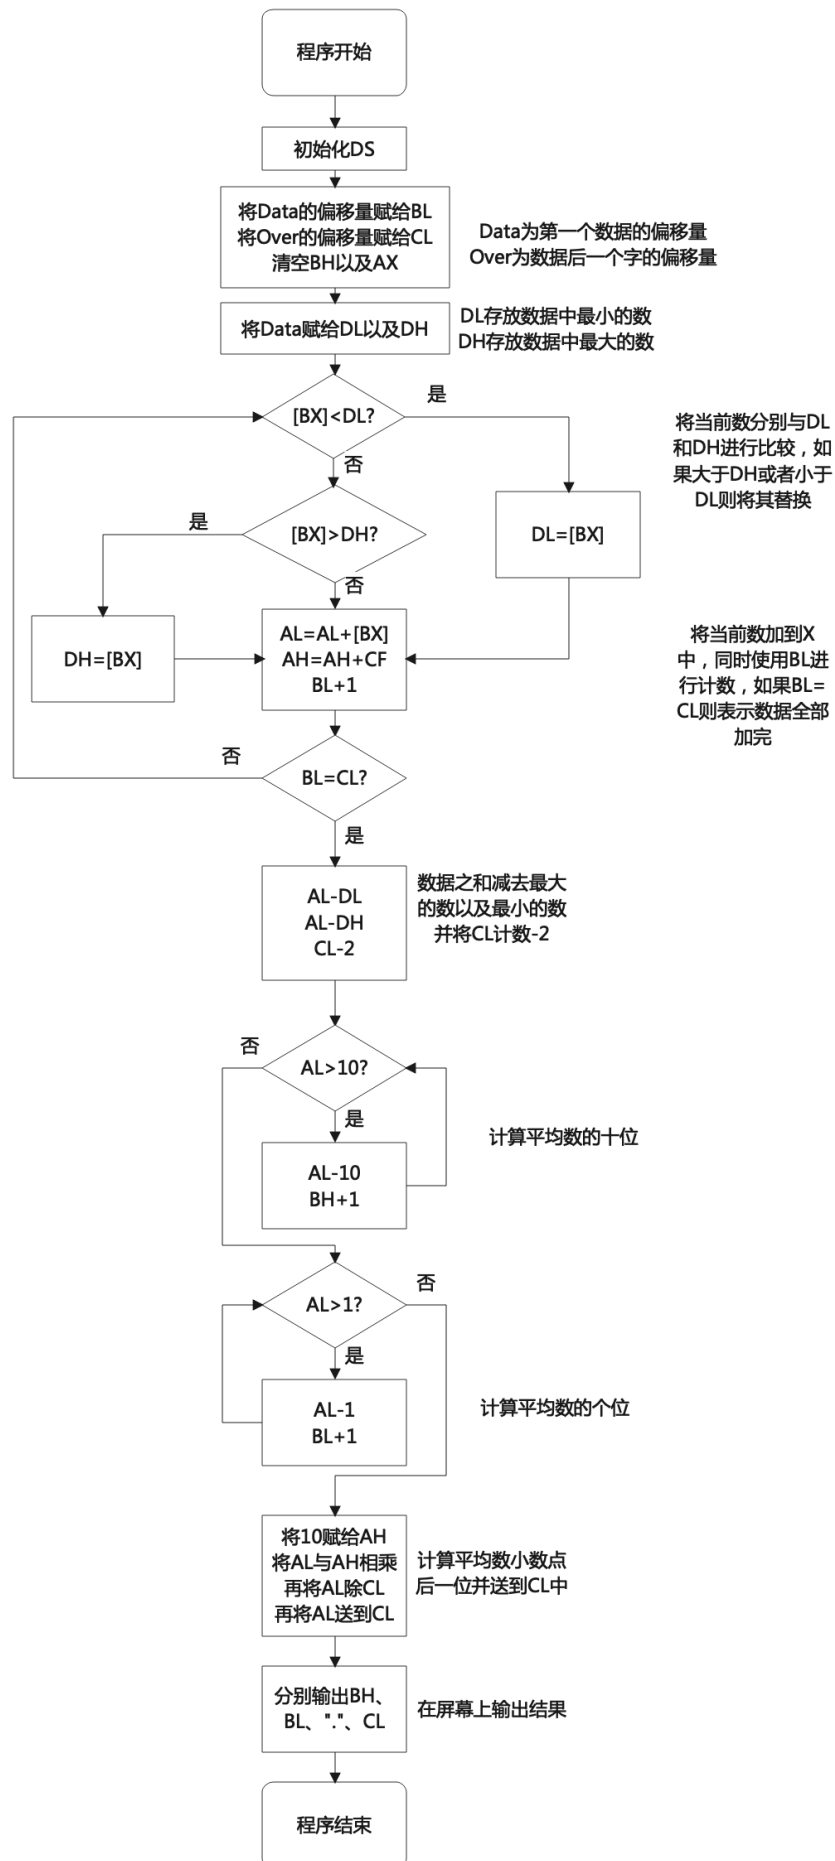 程序开始
初始化DS
将Data的偏移量赋给BL
将Over的偏移量赋给CL
清空BH以及AX
Data为第一个数据的偏移量
Over为数据后一个字的偏移量
将Data赋给DL以及DH
DL存放数据中最小的数
DH存放数据中最大的数
[BX]<DL?
是
否
将当前数分别与DL
和DH进行比较，如
果大于DH或者小于
DL则将其替换
[BX]>DH?
是
否
DL=[BX]
DH=[BX]
AL=AL+[BX]
AH=AH+CF
BL+1
将当前数加到X
中，同时使用BL进
行计数，如果BL=
CL则表示数据全部
加完
BL=CL?
否
是
AL-DL
AL-DH
CL-2
数据之和减去最大
的数以及最小的数
并将CL计数-2
AL>10?
否
是
AL-10
BH+1
计算平均数的十位
AL>1?
否
是
AL-1
BL+1
计算平均数的个位
将10赋给AH
将AL与AH相乘
再将AL除CL
再将AL送到CL
计算平均数小数点
后一位并送到CL中
分别输出BH、
BL、"."、CL
在屏幕上输出结果
程序结束